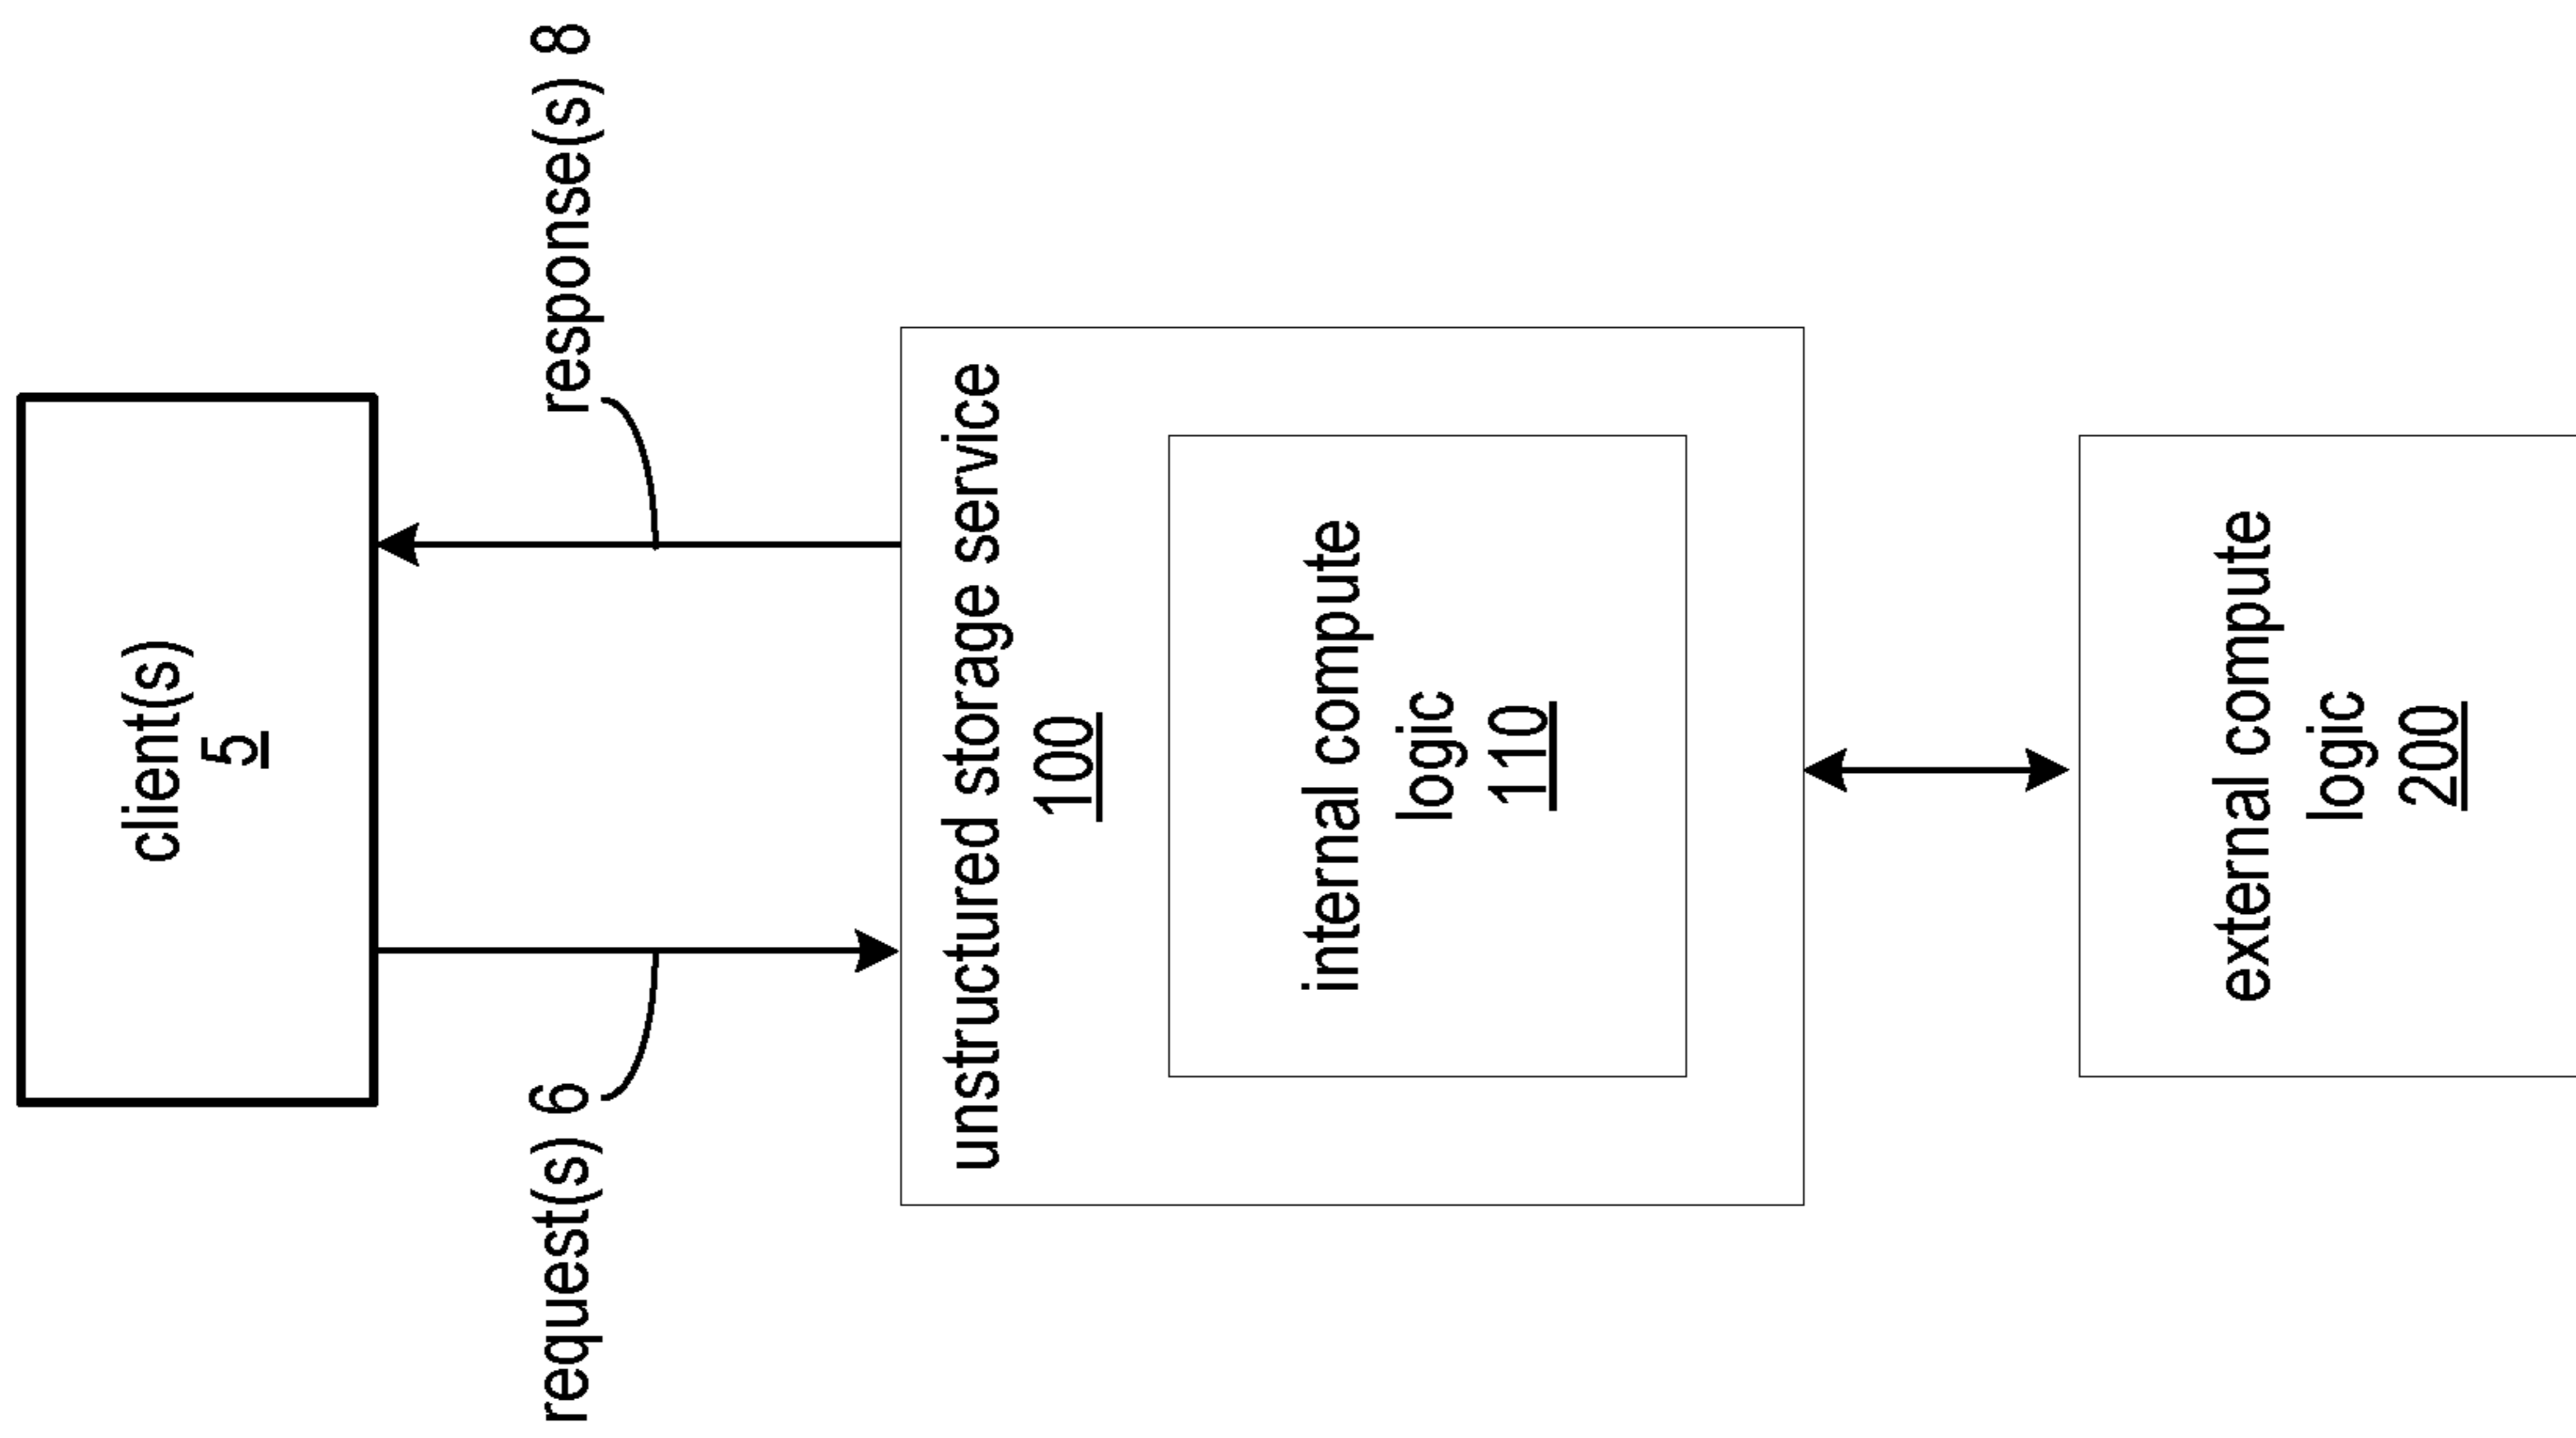 client(s)
5
request(s) 6
response(s) 8
unstructured storage service
100
internal compute
logic
110
external compute
logic
200